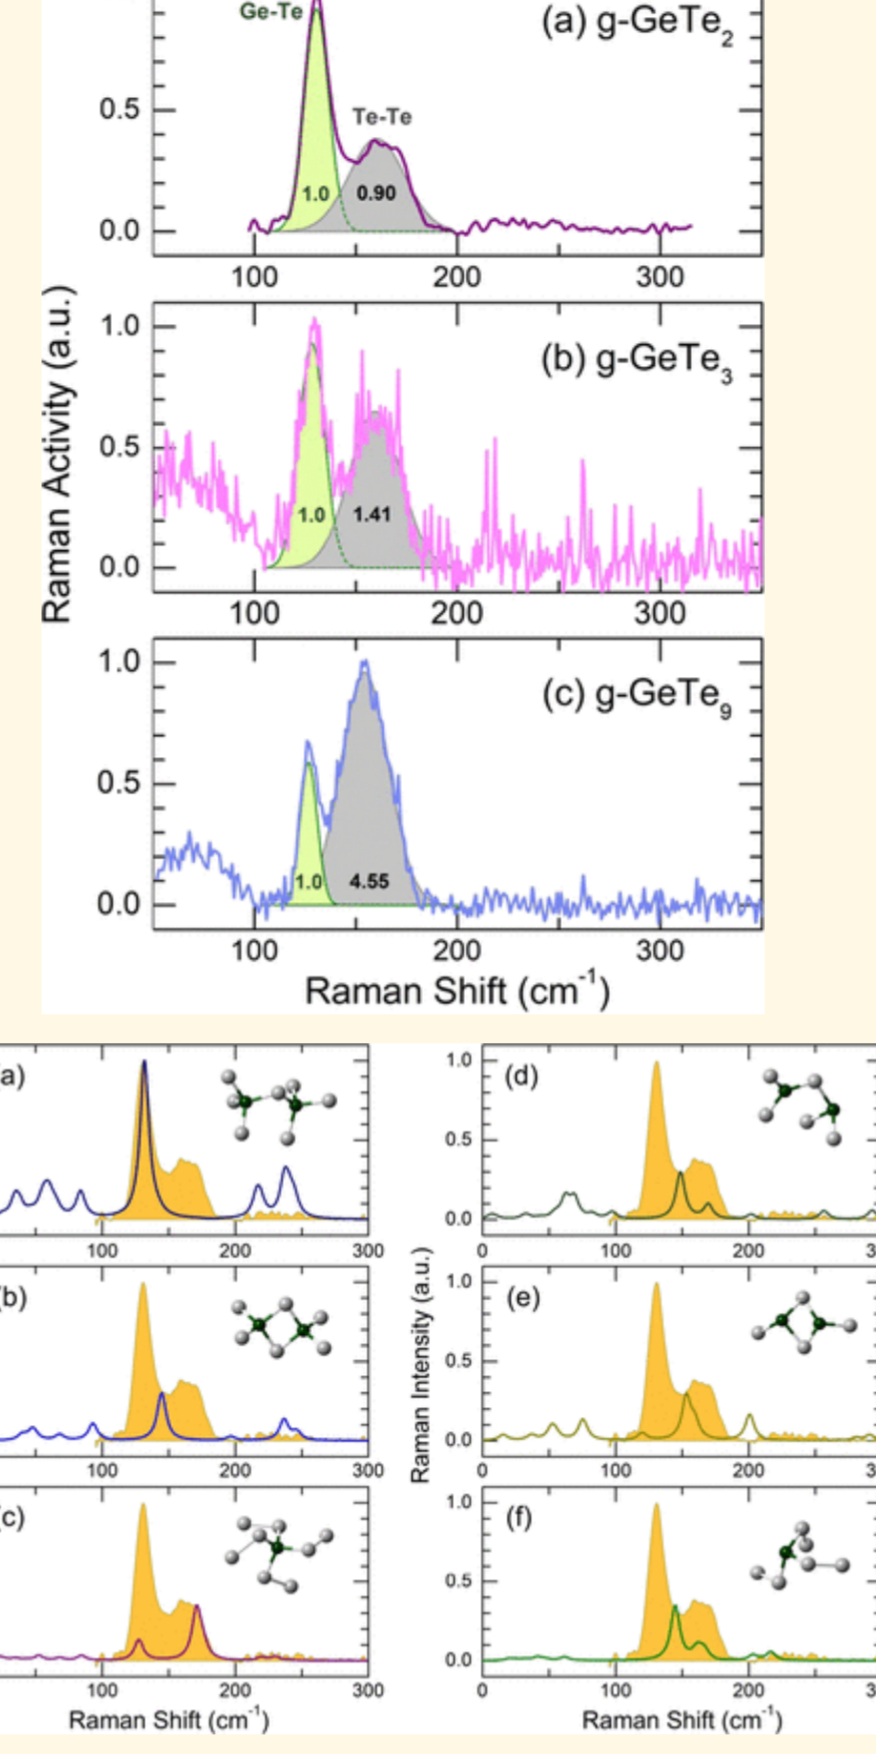 Ge-Te
(a) g-GeTe₂
0.5
Te-Te
1.0 0.90
0.0
100 200 300
Raman Activity (a.u.)
1.0
(b) g-GeTe₃
0.5
1.0 1.41
0.0
100 200 300
1.0
(c) g-GeTe₉
0.5
1.0 4.55
0.0
100 200 300
Raman Shift (cm⁻¹)
a)
100 200 300
(b)
100 200 300
(c)
100 200 300
Raman Shift (cm⁻¹)
Raman Intensity (a.u.)
1.0
(d)
0.5
0.0
0 100 200 3
1.0
(e)
0.5
0.0
0 100 200 3
1.0
(f)
0.5
0.0
0 100 200 3
Raman Shift (cm⁻¹)